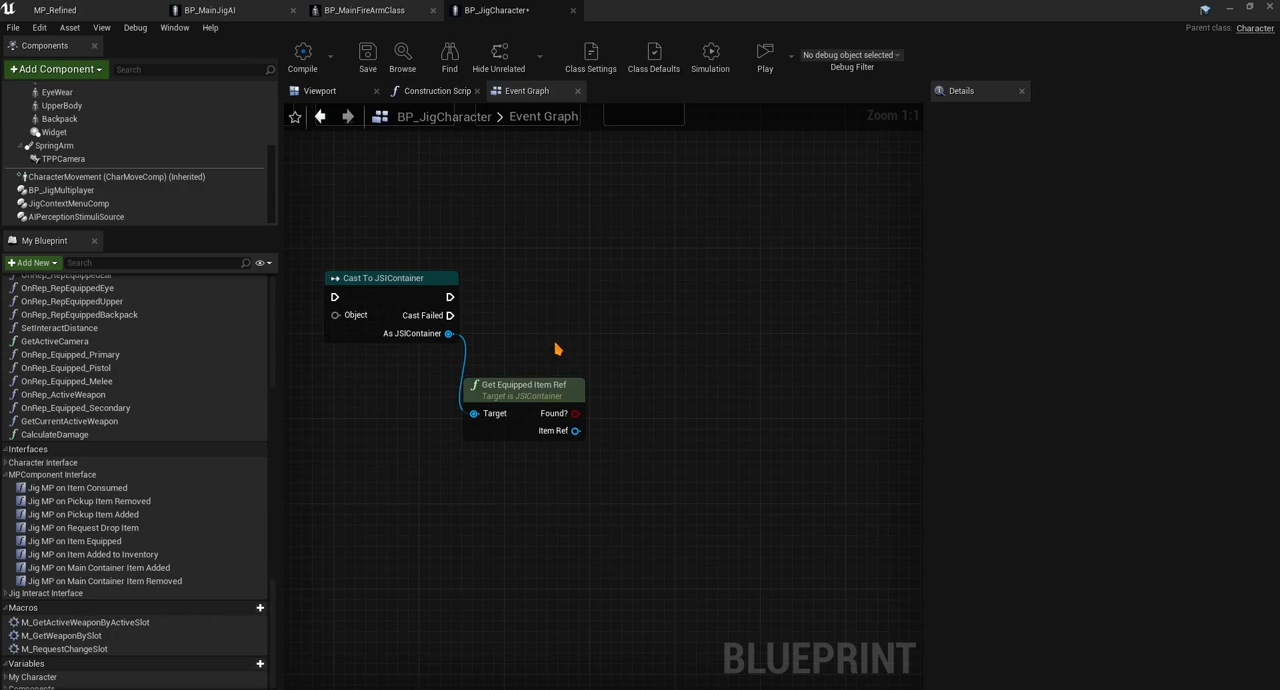 MP_Refined
BP_MainJigAI
BP_MainFireArmClass
BP_JigCharacter•
File
Edit
Asset
View
Debug
Window
Help
Parent class: Character
Components
Add Component
Search
Compile
Save
Browse
Find
Hide Unrelated
Class Settings
Class Defaults
Simulation
Play
No debug object selected
Debug Filter
EyeWear
UpperBody
Backpack
Widget
SpringArm
TPPCamera
CharacterMovement (CharMoveComp) (Inherited)
BP_JigMultiplayer
JigContextMenuComp
AIPerceptionStimuliSource
Viewport
Construction Scrip
Event Graph
Details
BP_JigCharacter > Event Graph
Zoom 1:1
My Blueprint
Add New
Search
OnRep_RepEquippedEar
OnRep_RepEquippedEye
OnRep_RepEquippedUpper
OnRep_RepEquippedBackpack
SetInteractDistance
GetActiveCamera
OnRep_Equipped_Primary
OnRep_Equipped_Pistol
OnRep_Equipped_Melee
OnRep_ActiveWeapon
OnRep_Equipped_Secondary
GetCurrentActiveWeapon
CalculateDamage
Interfaces
Character Interface
MPComponent Interface
Jig MP on Item Consumed
Jig MP on Pickup Item Removed
Jig MP on Pickup Item Added
Jig MP on Request Drop Item
Jig MP on Item Equipped
Jig MP on Item Added to Inventory
Jig MP on Main Container Item Added
Jig MP on Main Container Item Removed
Jig Interact Interface
Macros
M_GetActiveWeaponByActiveSlot
M_GetWeaponBySlot
M_RequestChangeSlot
Variables
My Character
Components
Cast To JSIContainer
Object
Cast Failed
As JSIContainer
Get Equipped Item Ref
Target is JSIContainer
Target
Found?
Item Ref
BLUEPRINT